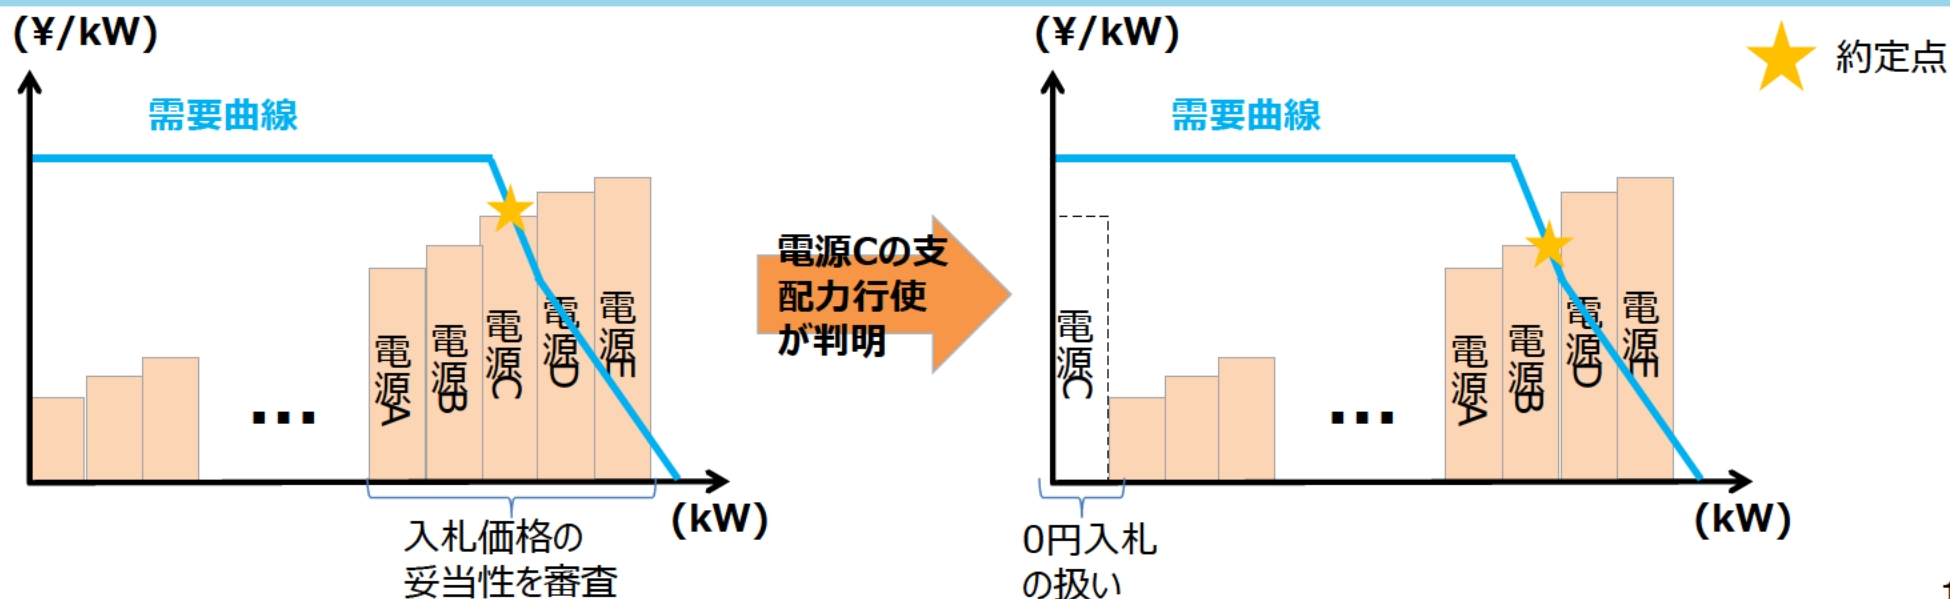 (¥/kW)
需要曲線
...
電源A
電源B
電源C
電源D
電源E
(kW)
入札価格の
妥当性を審査
電源Cの支
配力行使
が判明
(¥/kW)
需要曲線
約定点
電源C
...
電源A
電源B
電源D
電源E
(kW)
0円入札
の扱い